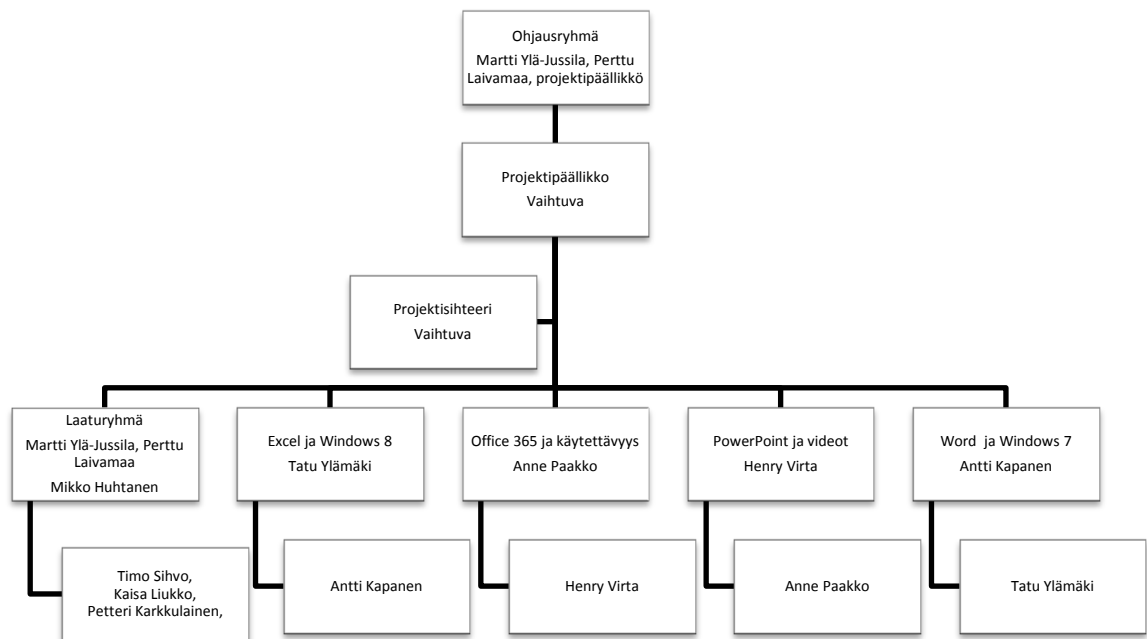 Ohjausryhmä
Martti Ylä-Jussila, Perttu
Laivamaa, projektipäällikkö
Projektipäällikko
Vaihtuva
Projektisihteeri
Vaihtuva
Laaturyhmä
Martti Ylä-Jussila, Perttu
Laivamaa
Mikko Huhtanen
Excel ja Windows 8
Tatu Ylämäki
Office 365 ja käytettävyys
Anne Paakko
PowerPoint ja videot
Henry Virta
Word ja Windows 7
Antti Kapanen
Timo Sihvo,
Kaisa Liukko,
Petteri Karkkulainen,
Antti Kapanen
Henry Virta
Anne Paakko
Tatu Ylämäki